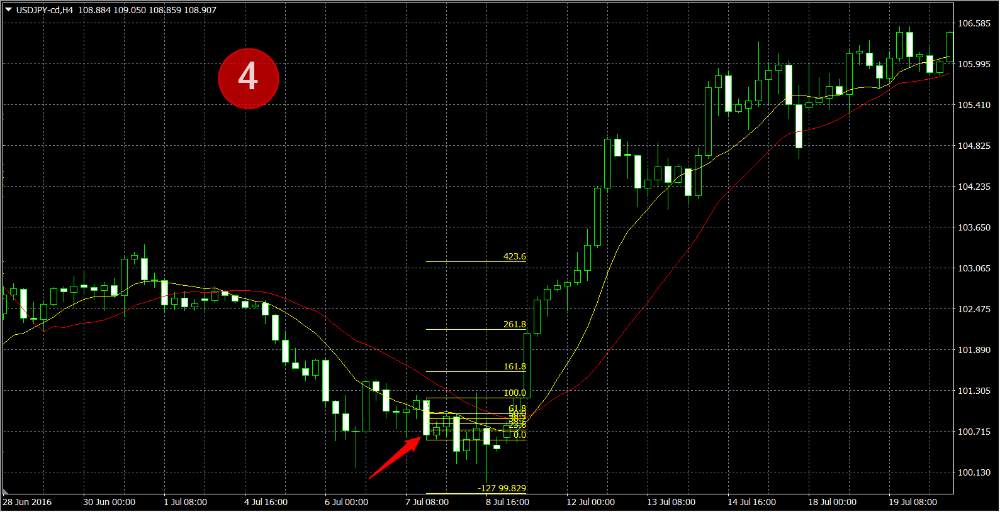 USDJPY-cd,H4 108.884 109.050 108.859 108.907
4
106.585
105.995
105.410
104.825
104.235
103.650
103.065
102.475
101.890
101.305
100.715
100.130
423.6
261.8
161.8
100.0
61.8
23.6
0.0
-127 99.829
28 Jun 2016
30 Jun 00:00
1 Jul 08:00
4 Jul 16:00
6 Jul 00:00
7 Jul 08:00
8 Jul 16:00
12 Jul 00:00
13 Jul 08:00
14 Jul 16:00
18 Jul 00:00
19 Jul 08:00